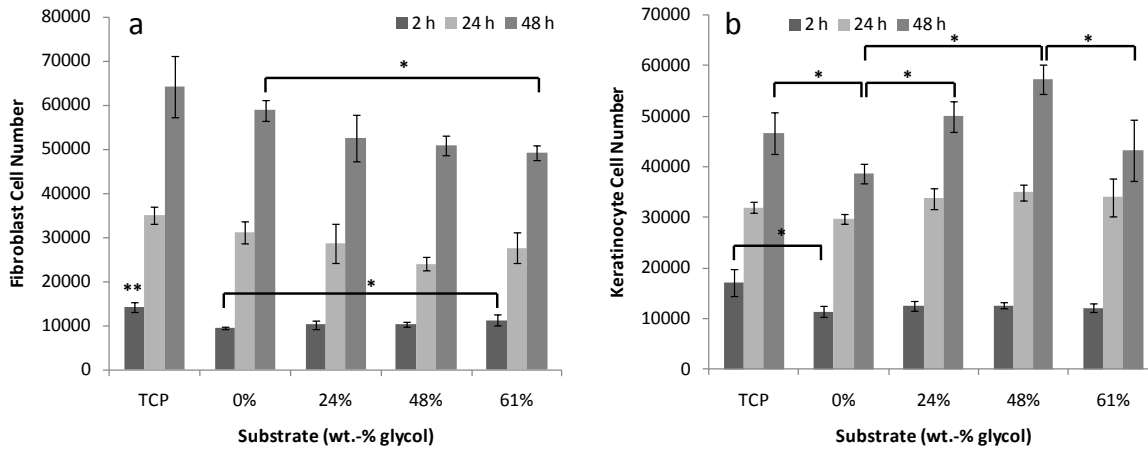 a
2 h 24 h 48 h
Fibroblast Cell Number
80000
70000
60000
50000
40000
30000
20000
10000
0
*
*
**
TCP 0% 24% 48% 61%
Substrate (wt.-% glycol)
b
2 h 24 h 48 h
Keratinocyte Cell Number
70000
60000
50000
40000
30000
20000
10000
0
*
*
*
*
*
TCP 0% 24% 48% 61%
Substrate (wt.-% glycol)